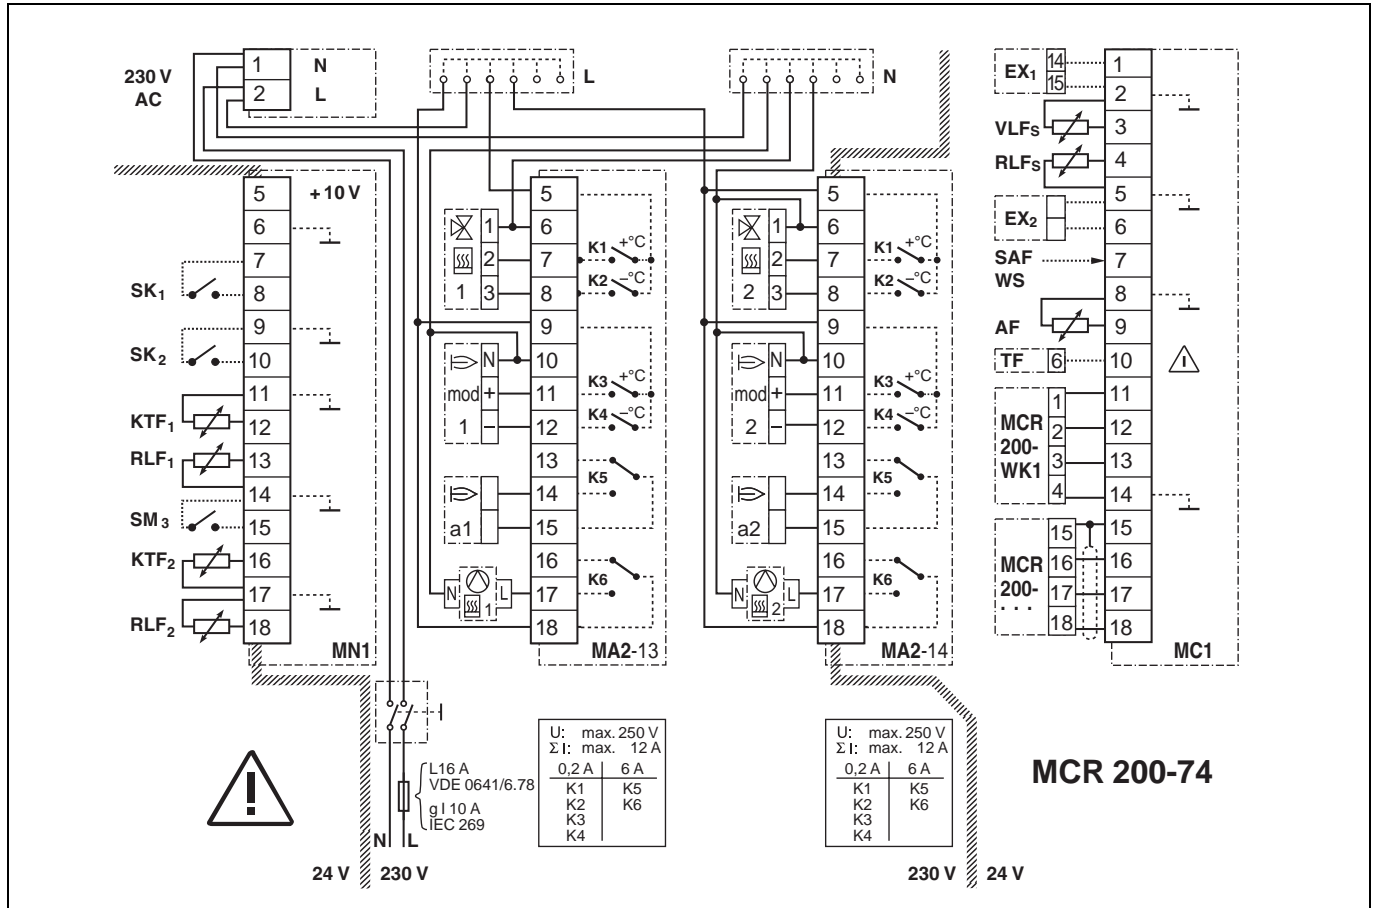 230 V
AC
1 N
2 L
L
N
5 +10 V
6
7
8
9
10
11
12
13
14
15
16
17
18
SK1
SK2
KTF1
RLF1
SM3
KTF2
RLF2
MN1
1
2
3
1
N
mod +
1 –
a1
N L
1
5
6
7
8
9
10
11
12
13
14
15
16
17
18
K1 +°C
K2 –°C
K3 +°C
K4 –°C
K5
K6
MA2-13
1
2
2 3
N
mod +
2 –
a2
N L
2
5
6
7
8
9
10
11
12
13
14
15
16
17
18
K1 +°C
K2 –°C
K3 +°C
K4 –°C
K5
K6
MA2-14
EX1 14
15
VLFS
RLFS
EX2
SAF
WS
AF
TF 6
MCR
200-
WK1
1
2
3
4
MCR
200-
. . .
15
16
17
18
1
2
3
4
5
6
7
8
9
10
11
12
13
14
15
16
17
18
MC1
L16 A
VDE 0641/6.78
g I 10 A
IEC 269
N L
24 V 230 V
U: max. 250 V
Σ I: max. 12 A
0,2 A 6 A
K1 K5
K2 K6
K3
K4
U: max. 250 V
Σ I: max. 12 A
0,2 A 6 A
K1 K5
K2 K6
K3
K4
MCR 200-74
230 V 24 V